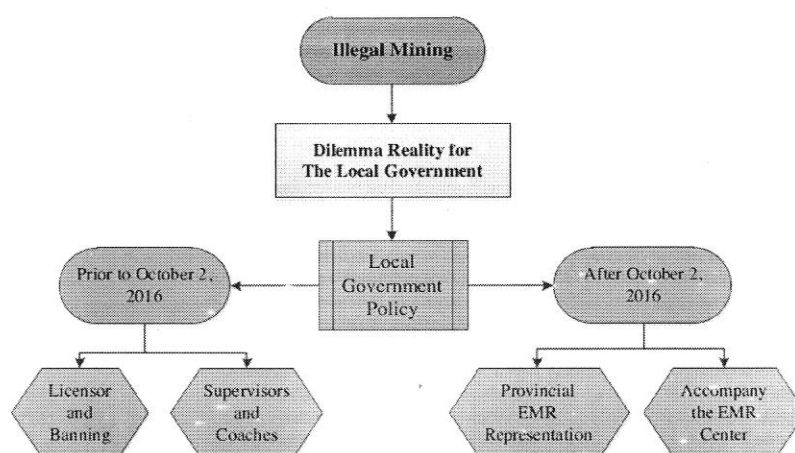 Illegal Mining
Dilemma Reality for
The Local Government
Local
Government
Policy
Prior to October 2,
2016
After October 2,
2016
Licensor
and
Banning
Supervisors
and
Coaches
Provincial
EMR
Representation
Accompany
the EMR
Center